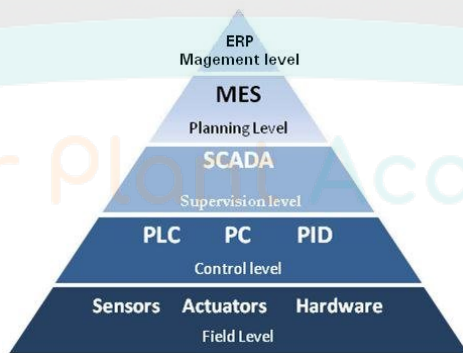 ERP
Magement level
MES
Planning Level
SCADA
Supervision level
PLC PC PID
Control level
Sensors Actuators Hardware
Field Level